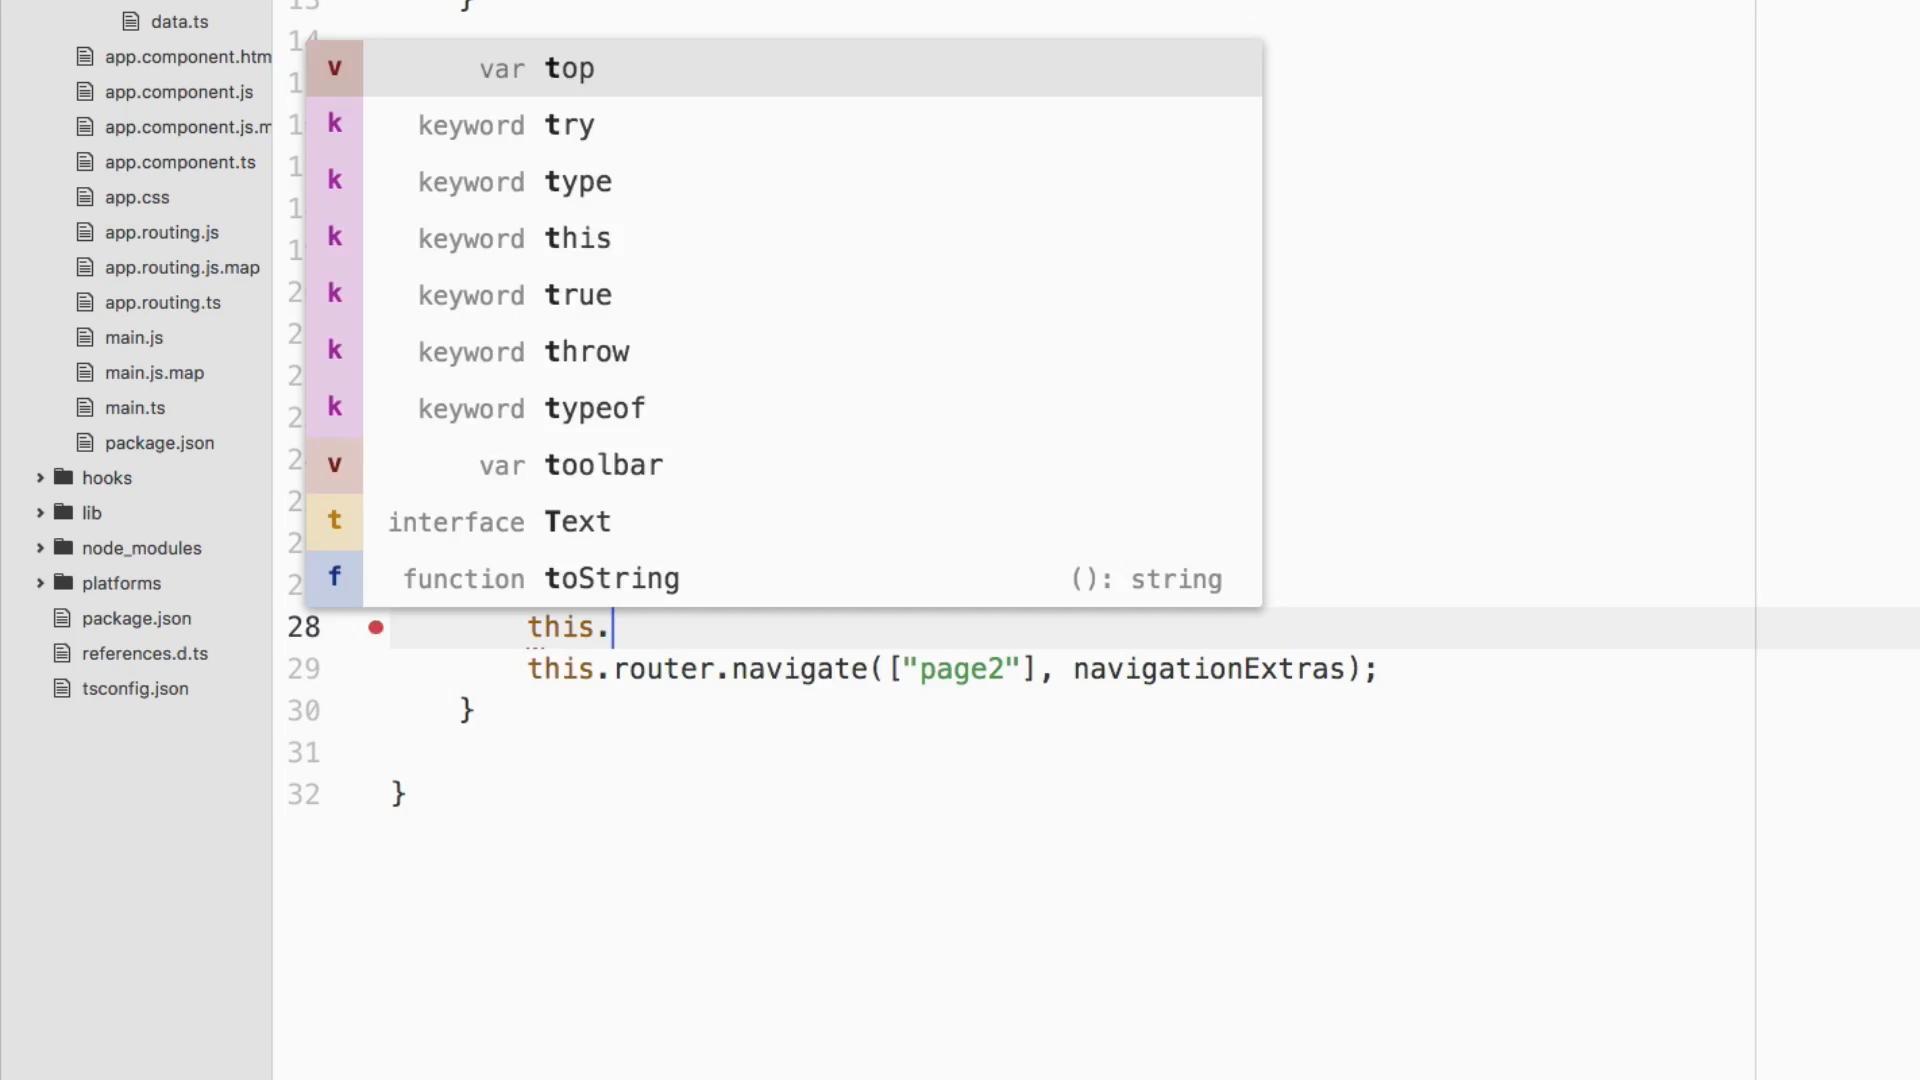 data.ts
app.component.htm
app.component.js
app.component.js.m
app.component.ts
app.css
app.routing.js
app.routing.js.map
app.routing.ts
main.js
main.js.map
main.ts
package.json
hooks
lib
node_modules
platforms
package.json
references.d.ts
tsconfig.json
}
14
v var top
k keyword try
k keyword type
k keyword this
k keyword true
k keyword throw
k keyword typeof
v var toolbar
t interface Text
f function toString (): string
28 this.
29 this.router.navigate(["page2"], navigationExtras);
30 }
31
32 }